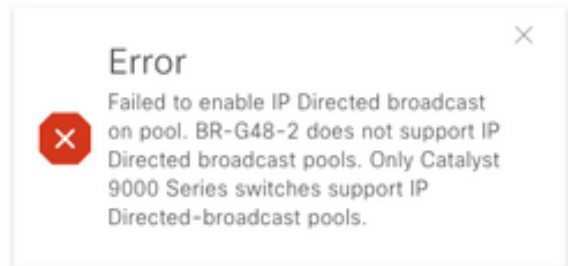 Error
Failed to enable IP Directed broadcast
on pool. BR-G48-2 does not support IP
Directed broadcast pools. Only Catalyst
9000 Series switches support IP
Directed-broadcast pools.